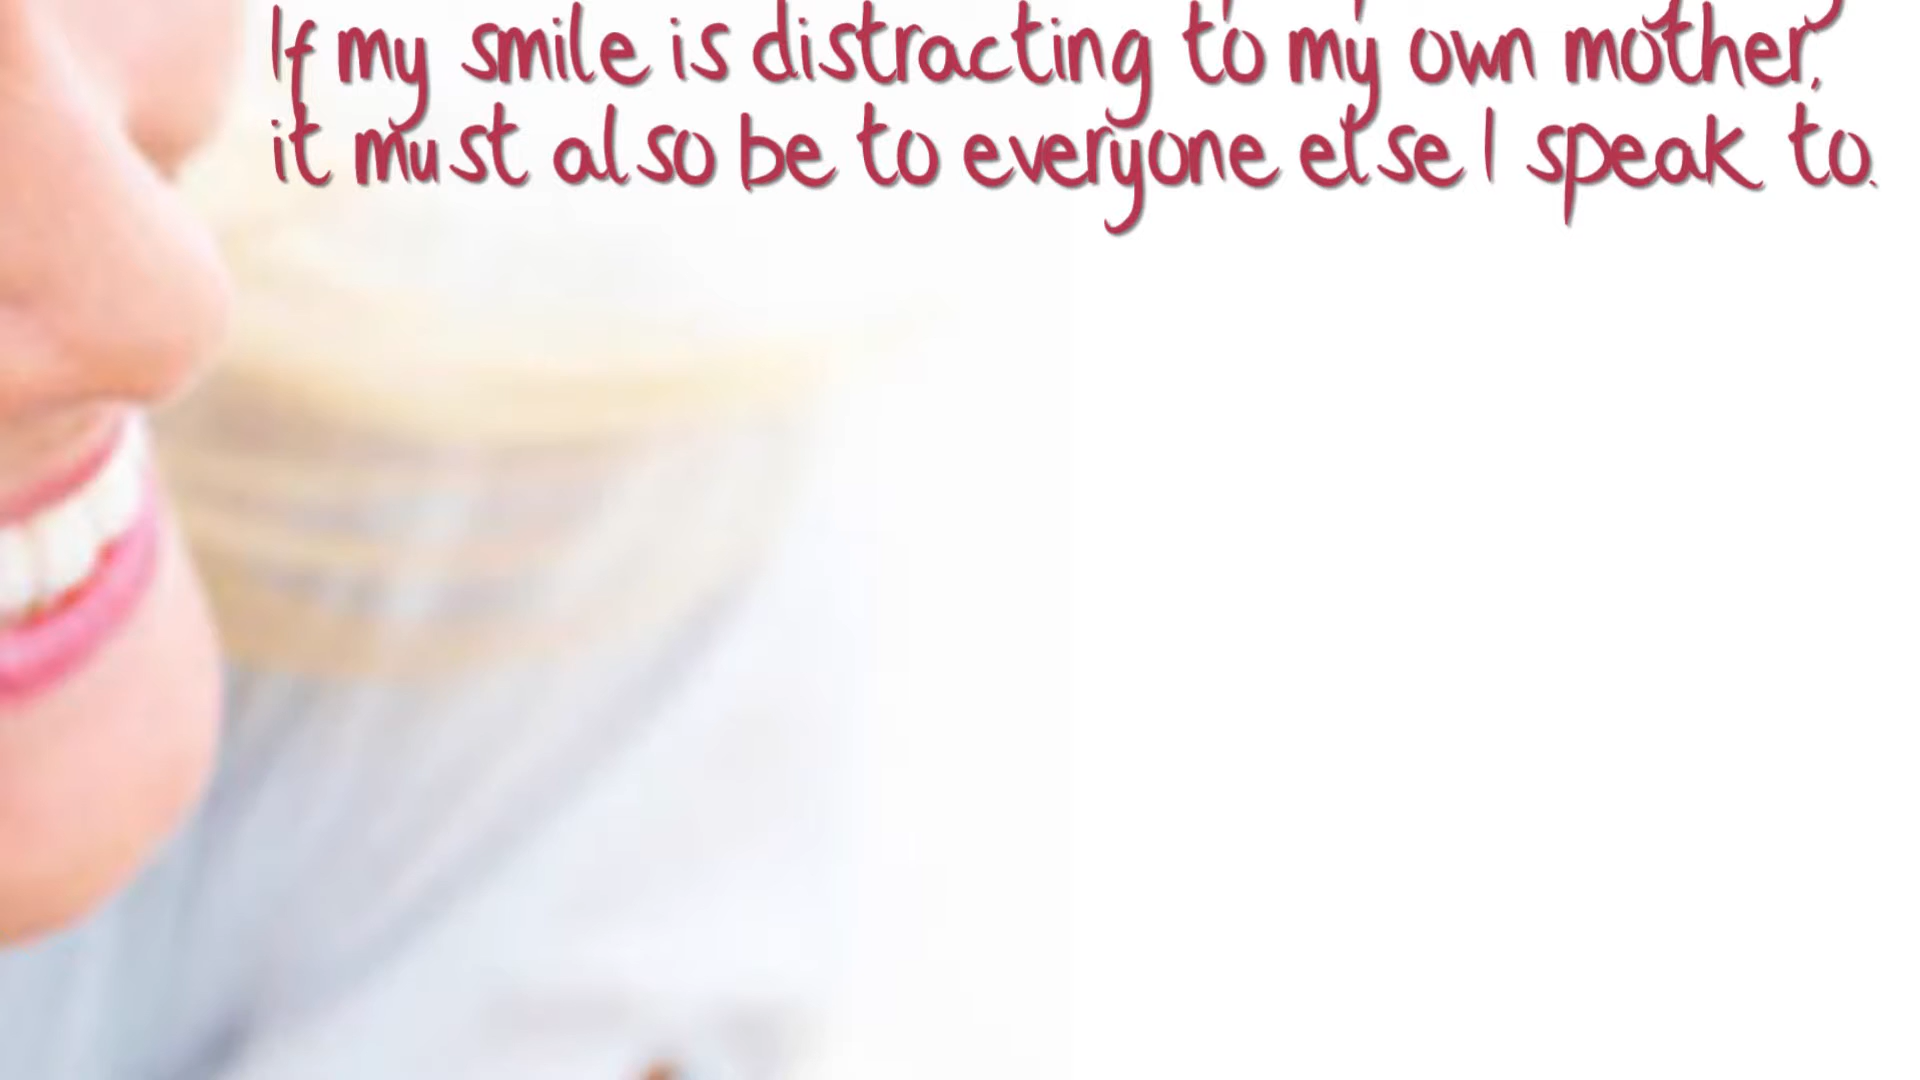 If my smile is distracting to my own mother,
it must also be to everyone else I speak to.